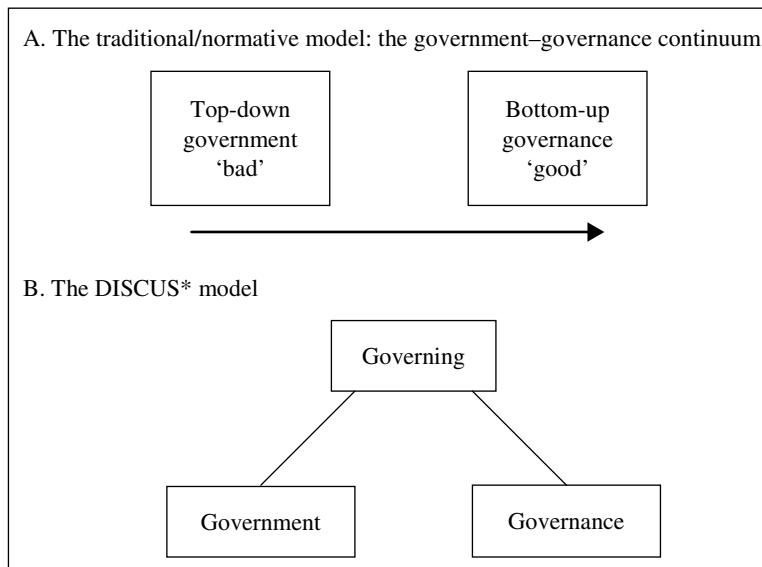 A. The traditional/normative model: the government–governance continuum
Top-down
government
‘bad’
Bottom-up
governance
‘good’
B. The DISCUS* model
Governing
Government
Governance